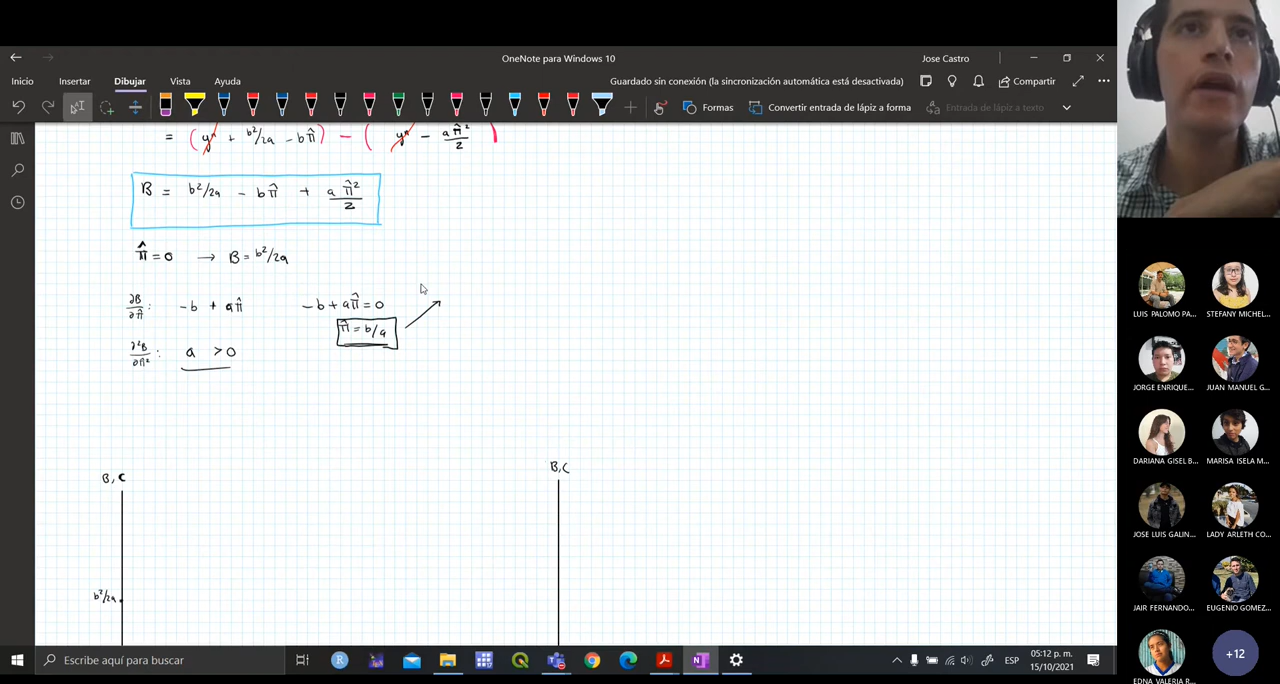 OneNote para Windows 10
Jose Castro
Inicio Insertar Dibujar Vista Ayuda
Guardado sin conexión (la sincronización automática está desactivada)
Compartir
Formas
Convertir entrada de lápiz a forma
Entrada de lápiz a texto
= (yⁿ + b²/2a - bπ̂) - ( yⁿ - aπ̂²/2 )
B = b²/2a - bπ̂ + aπ̂²/2
π̂ = 0 → B = b²/2a
∂B/∂π̂ : -b + aπ̂
-b + aπ̂ = 0
π̂ = b/a
∂²B/∂π̂² : a > 0
B, C
B, C
b²/2a
LUIS PALOMO PA...
STEFANY MICHEL...
JORGE ENRIQUE...
JUAN MANUEL G...
DARIANA GISEL B...
MARISA ISELA M...
JOSE LUIS GALIN...
LADY ARLETH CO...
JAIR FERNANDO...
EUGENIO GOMEZ...
EDNA VALERIA R...
+12
Escribe aquí para buscar
ESP
05:12 p. m.
15/10/2021